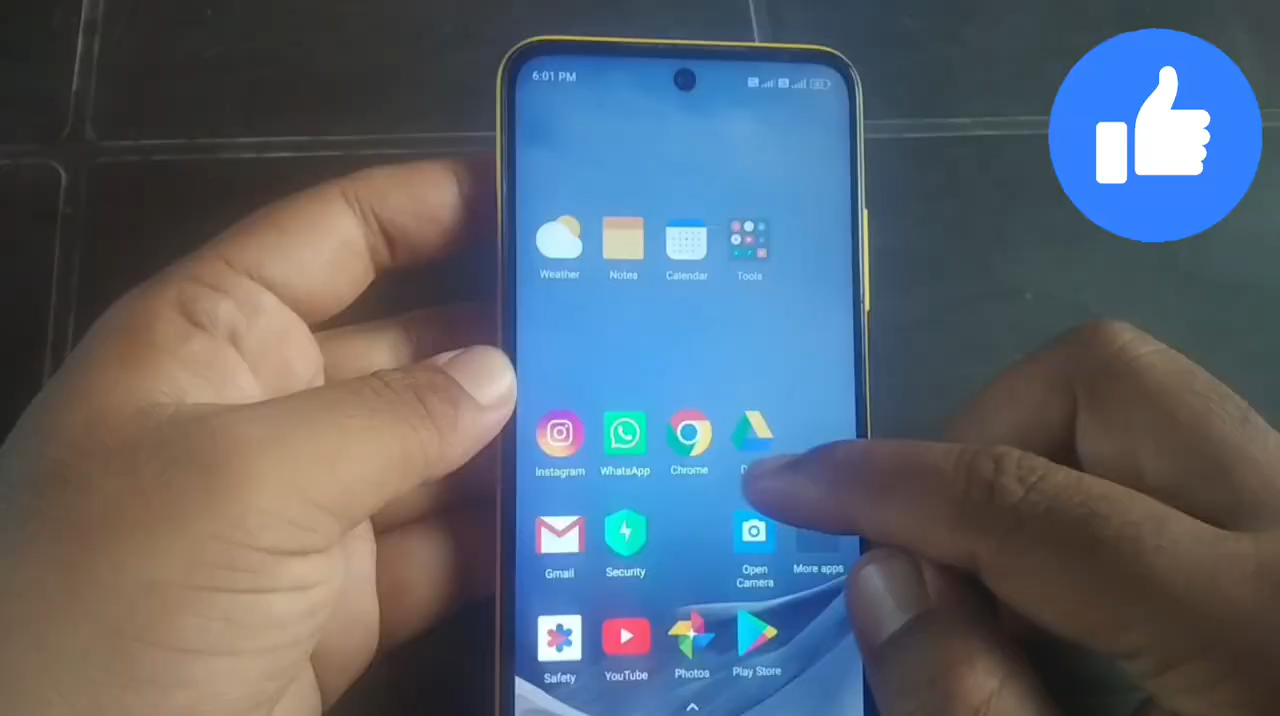 6:01 PM
Weather Notes Calendar Tools
Instagram WhatsApp Chrome
Gmail Security Open Camera More apps
Safety YouTube Photos Play Store